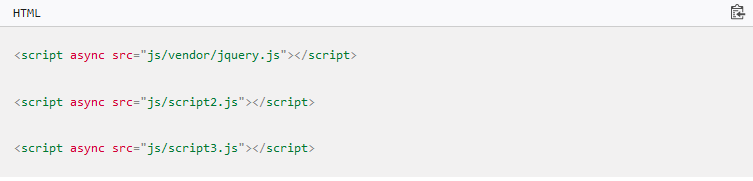 HTML
<script async src="js/vendor/jquery.js"></script>
<script async src="js/script2.js"></script>
<script async src="js/script3.js"></script>